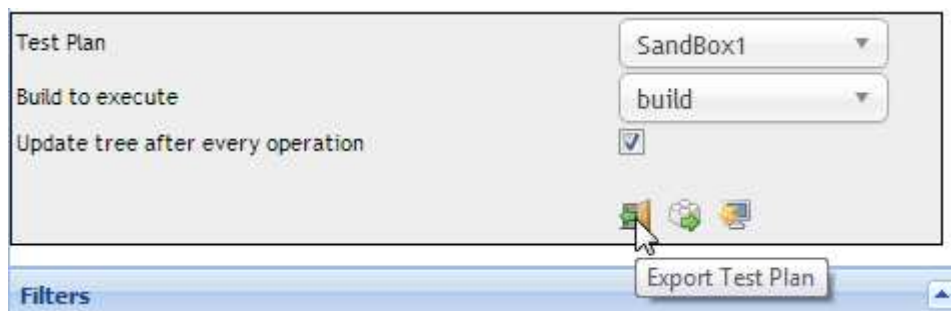 Test Plan SandBox1
Build to execute build
Update tree after every operation
Export Test Plan
Filters